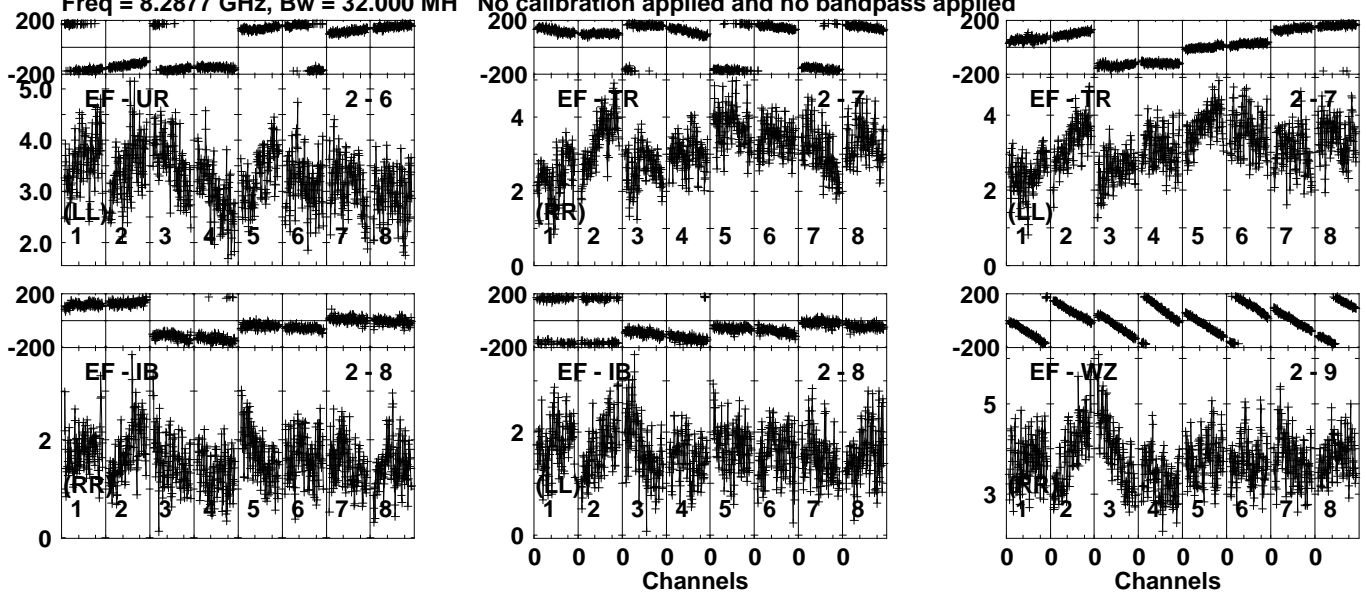 Freq = 8.2877 GHz, Bw = 32.000 MH No calibration applied and no bandpass applied
200
-200
EF - UR 2 - 6
5.0
4.0
3.0
2.0
(LL)
1 2 3 4 5 6 7 8
EF - TR 2 - 7
4
2
0
(RR)
1 2 3 4 5 6 7 8
EF - TR 2 - 7
4
2
0
(LL)
1 2 3 4 5 6 7 8
200
-200
EF - IB 2 - 8
2
0
(RR)
1 2 3 4 5 6 7 8
200
-200
EF - IB 2 - 8
2
0
(LL)
1 2 3 4 5 6 7 8
0 0 0 0 0 0 0 0
Channels
200
-200
EF - WZ 2 - 9
5
3
(RR)
1 2 3 4 5 6 7 8
0 0 0 0 0 0 0 0
Channels
200
-200
200
-200